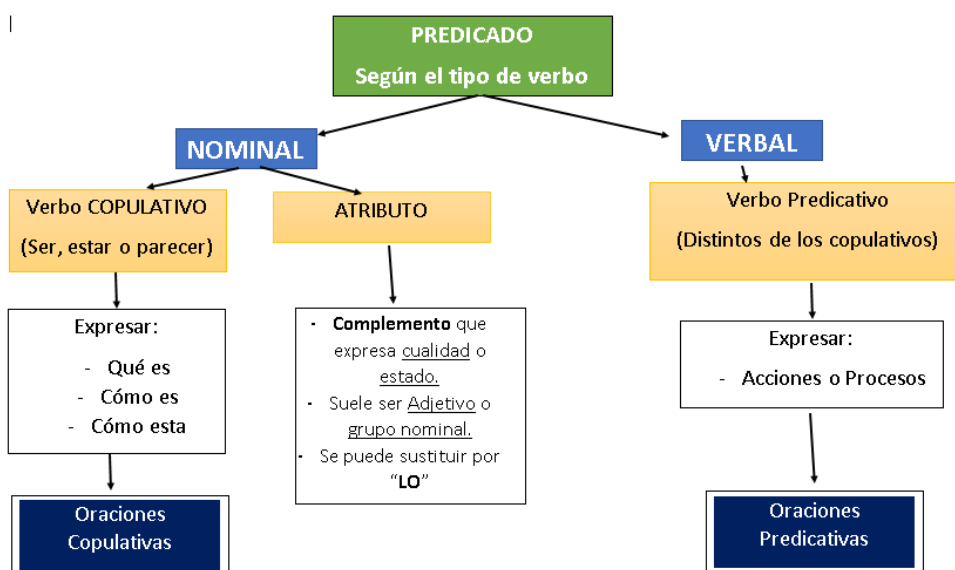 PREDICADO
Según el tipo de verbo
NOMINAL
VERBAL
Verbo COPULATIVO
(Ser, estar o parecer)
ATRIBUTO
Verbo Predicativo
(Distintos de los copulativos)
Expresar:
- Qué es
- Cómo es
- Cómo esta
- Complemento que
expresa cualidad o
estado.
- Suele ser Adjetivo o
grupo nominal.
- Se puede sustituir por
“LO”
Expresar:
- Acciones o Procesos
Oraciones
Copulativas
Oraciones
Predicativas